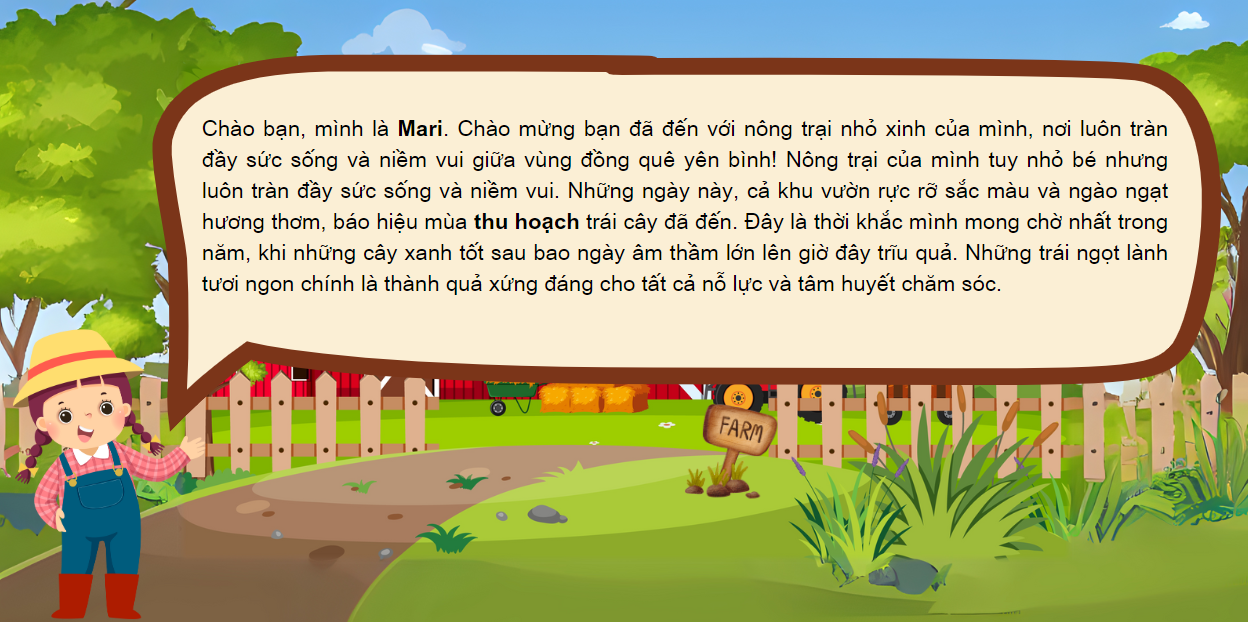 Chào bạn, mình là Mari. Chào mừng bạn đã đến với nông trại nhỏ xinh của mình, nơi luôn tràn
đầy sức sống và niềm vui giữa vùng đồng quê yên bình! Nông trại của mình tuy nhỏ bé nhưng
luôn tràn đầy sức sống và niềm vui. Những ngày này, cả khu vườn rực rỡ sắc màu và ngào ngạt
hương thơm, báo hiệu mùa thu hoạch trái cây đã đến. Đây là thời khắc mình mong chờ nhất trong
năm, khi những cây xanh tốt sau bao ngày âm thầm lớn lên giờ đây trĩu quả. Những trái ngọt lành
tươi ngon chính là thành quả xứng đáng cho tất cả nỗ lực và tâm huyết chăm sóc.
FARM